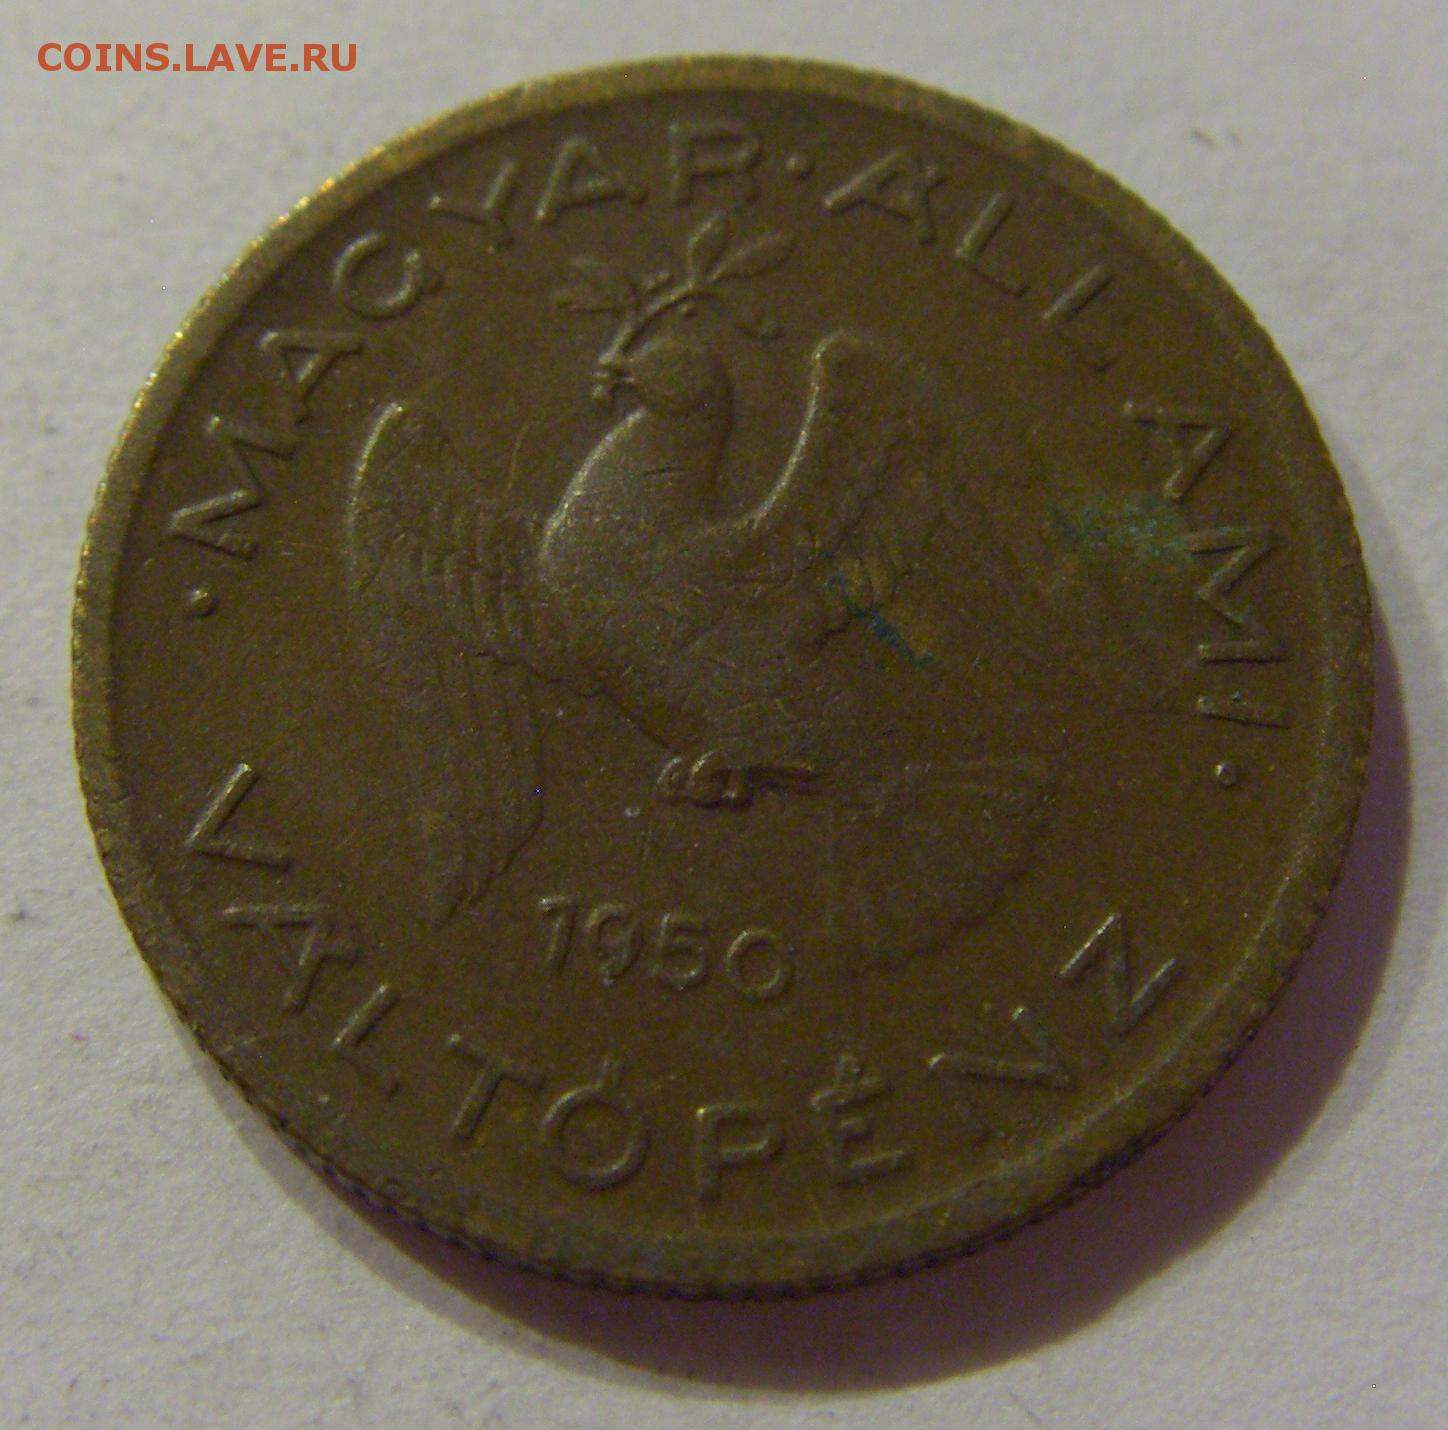 COINS.LAVE.RU
·MAGYAR·ÁLLAMI·
1950
VÁLTÓPÉNZ